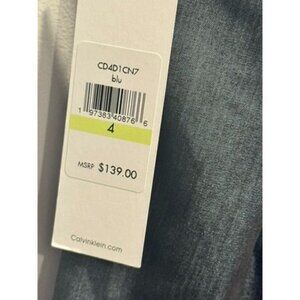 CD4D1CN7
blu
1 97383 40876 6
4
MSRP $139.00
Calvinklein.com